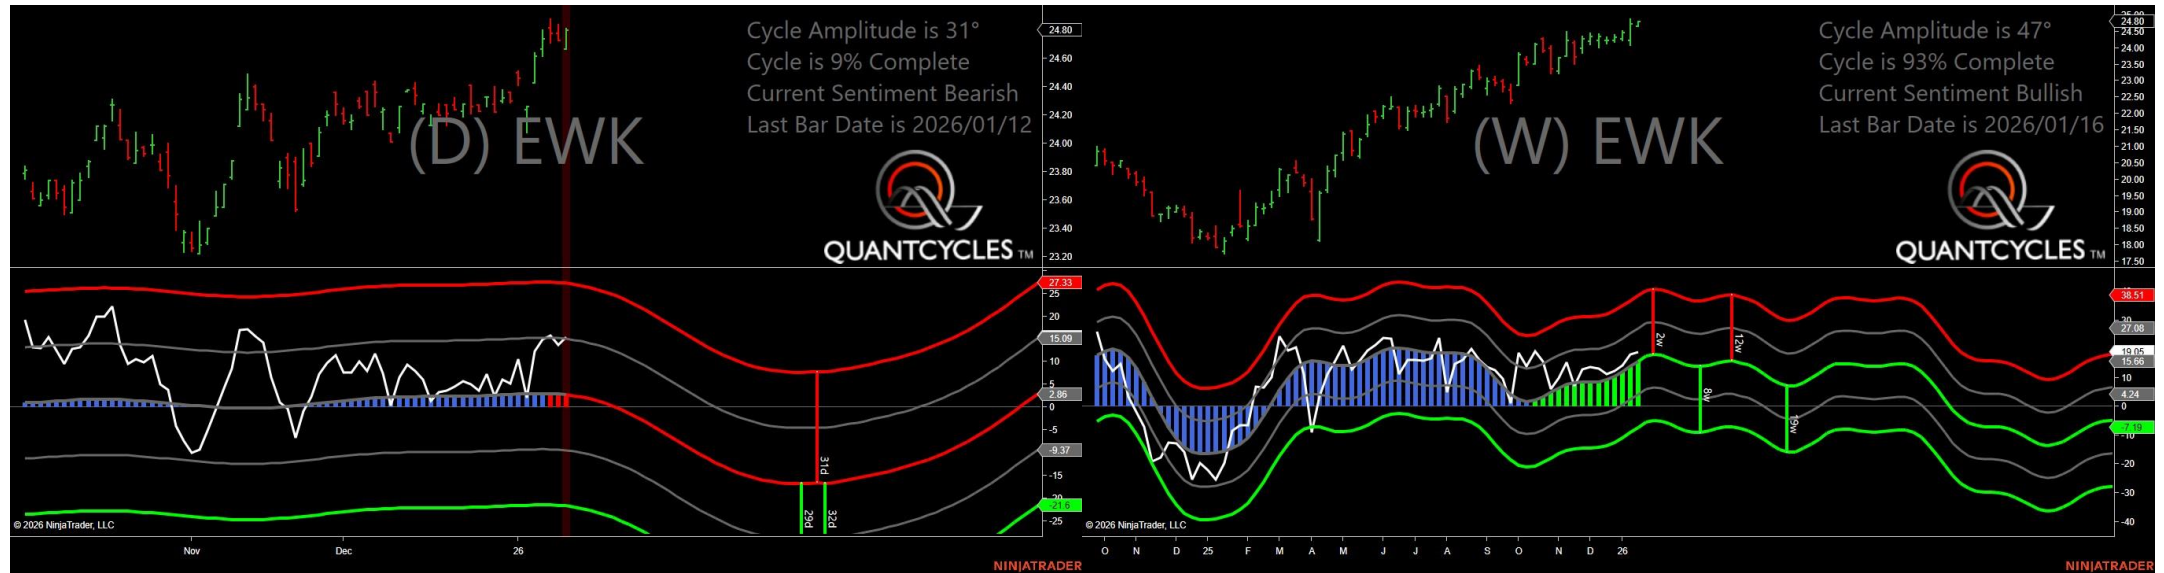 Cycle Amplitude is 31°
Cycle is 9% Complete
Current Sentiment Bearish
Last Bar Date is 2026/01/12
(D) EWK
QUANTCYCLES TM
24.80
24.60
24.40
24.20
24.00
23.80
23.60
23.40
23.20
27.33
25
20
15.09
10
5
2.86
0
-5
-9.37
-15
-20
-21.6
-25
31d
29d
32d
© 2026 NinjaTrader, LLC
Nov
Dec
26
NINJATRADER
Cycle Amplitude is 47°
Cycle is 93% Complete
Current Sentiment Bullish
Last Bar Date is 2026/01/16
(W) EWK
QUANTCYCLES TM
25.00
24.80
24.50
24.00
23.50
23.00
22.50
22.00
21.50
21.00
20.50
20.00
19.50
19.00
18.50
18.00
17.50
38.51
30
27.08
19.05
15.66
10
4.24
0
-7.19
-10
-20
-30
-40
2w
12w
8w
19w
© 2026 NinjaTrader, LLC
O N D 25 F M A M J J A S O N D 26
NINJATRADER